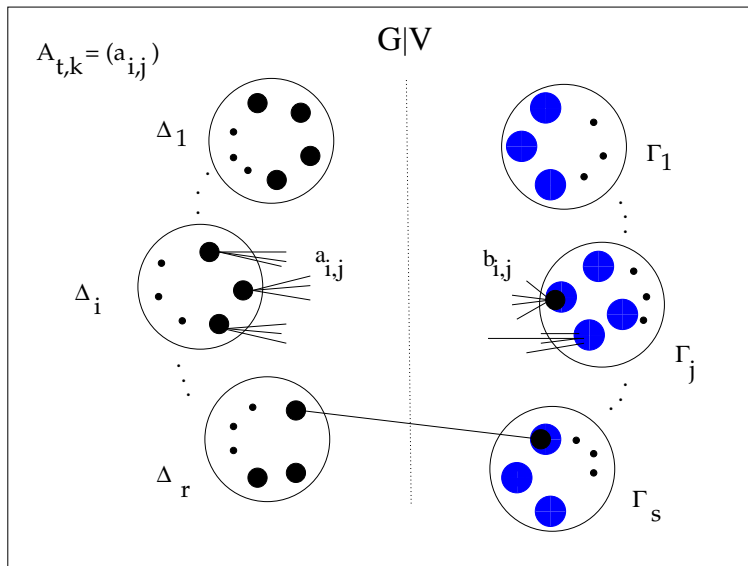 G|V
A_{t,k} = (a_{i,j})
Δ_1
Γ_1
a_{i,j}
b_{i,j}
Δ_i
Γ_j
Δ_r
Γ_s